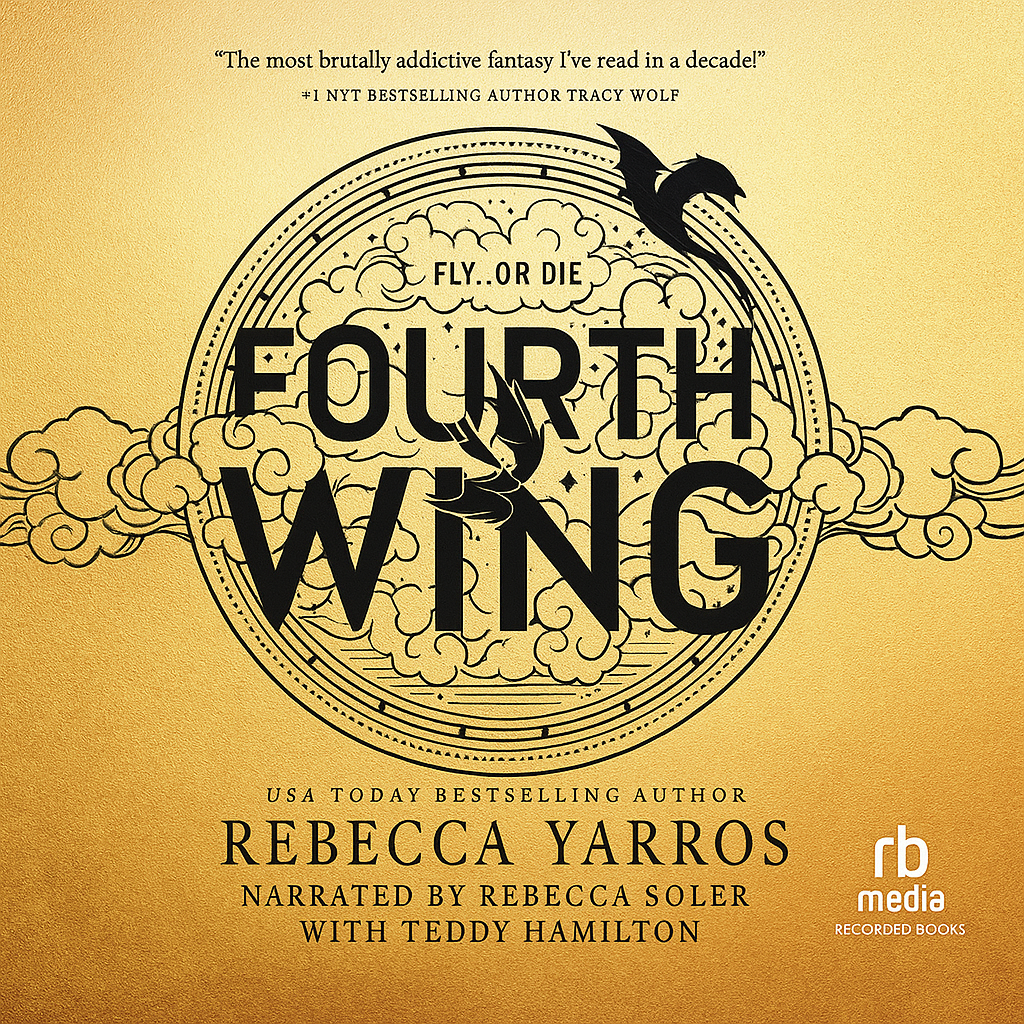 “The most brutally addictive fantasy I’ve read in a decade!”
#1 NYT BESTSELLING AUTHOR TRACY WOLF
FLY..OR DIE
FOURTH
WING
USA TODAY BESTSELLING AUTHOR
REBECCA YARROS
NARRATED BY REBECCA SOLER
WITH TEDDY HAMILTON
rb
media
RECORDED BOOKS